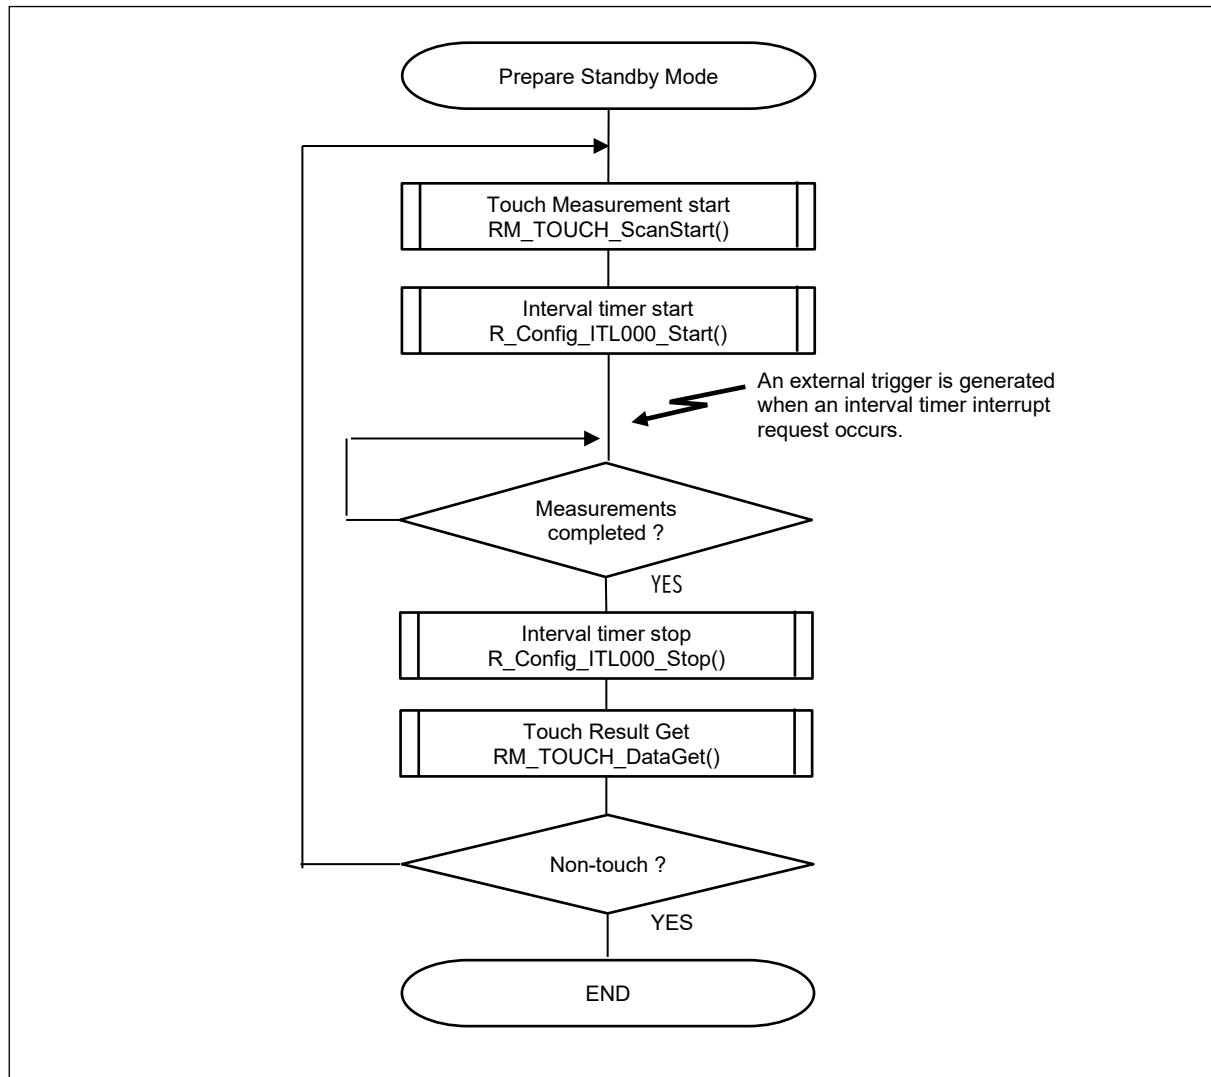 Prepare Standby Mode
Touch Measurement start
RM_TOUCH_ScanStart()
Interval timer start
R_Config_ITL000_Start()
An external trigger is generated
when an interval timer interrupt
request occurs.
Measurements
completed ?
YES
Interval timer stop
R_Config_ITL000_Stop()
Touch Result Get
RM_TOUCH_DataGet()
Non-touch ?
YES
END